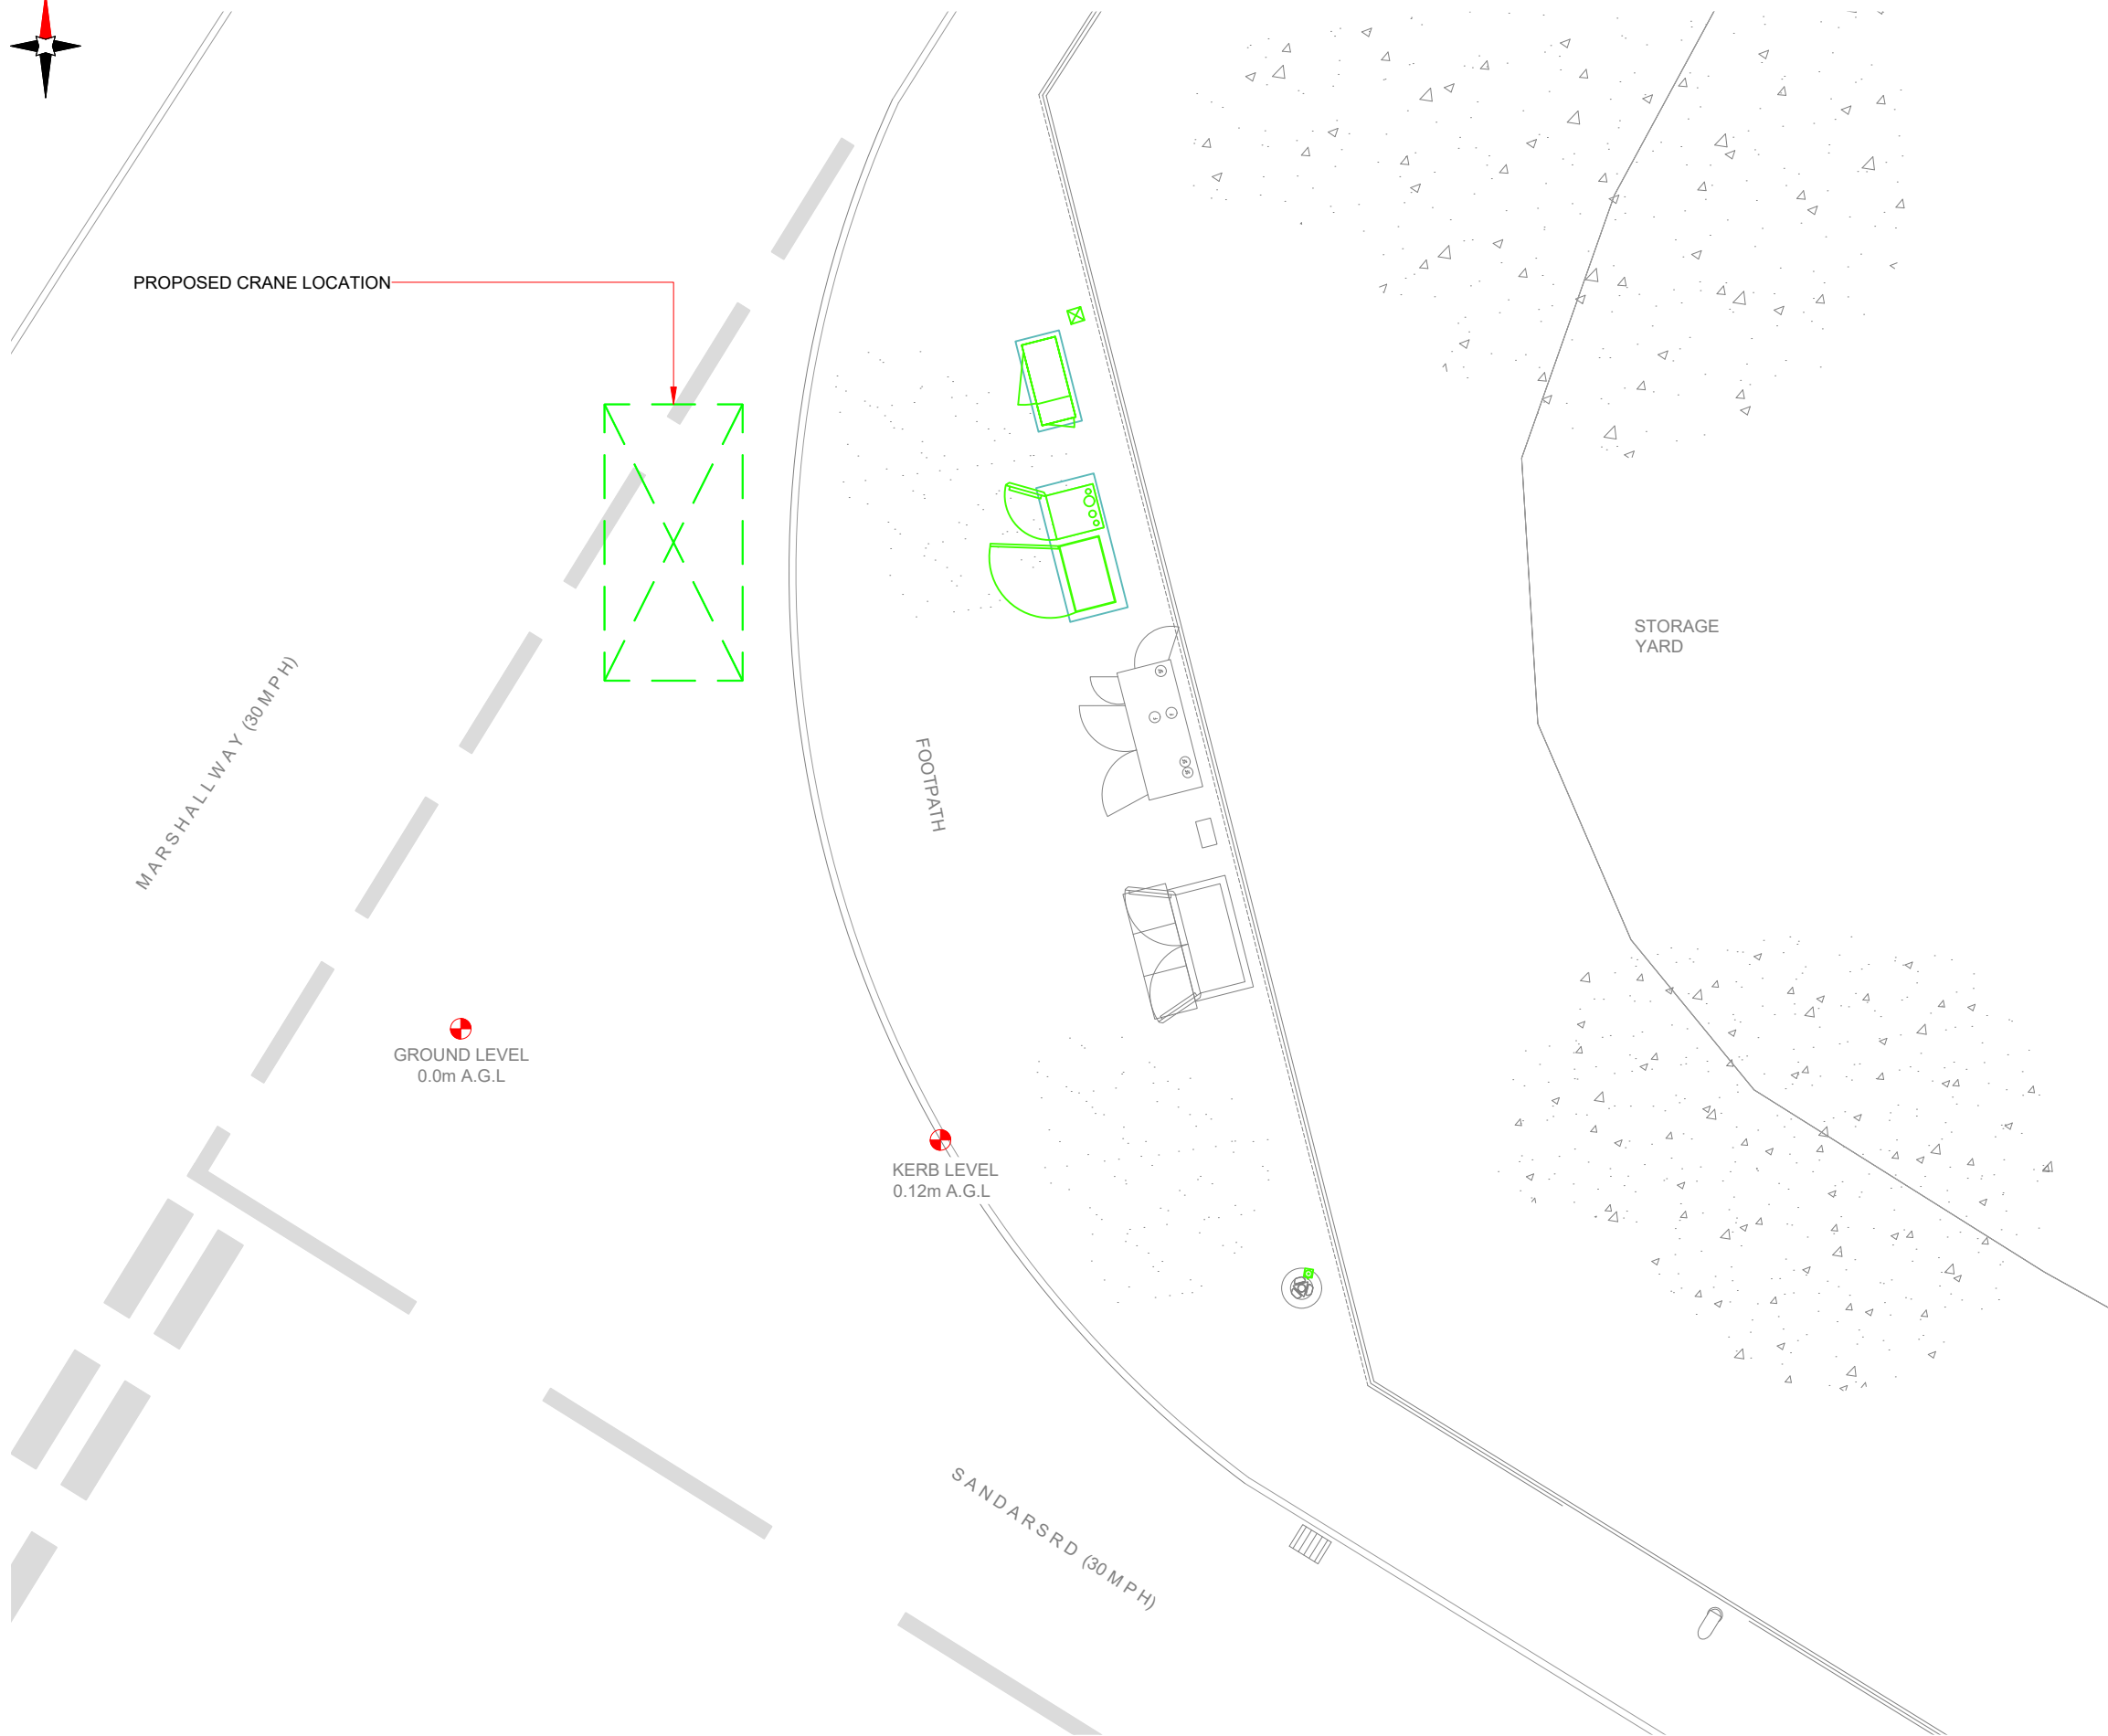 PROPOSED CRANE LOCATION
STORAGE
YARD
MARSHALLWAY (30MPH)
FOOTPATH
GROUND LEVEL
0.0m A.G.L
KERB LEVEL
0.12m A.G.L
SANDARSRD (30MPH)